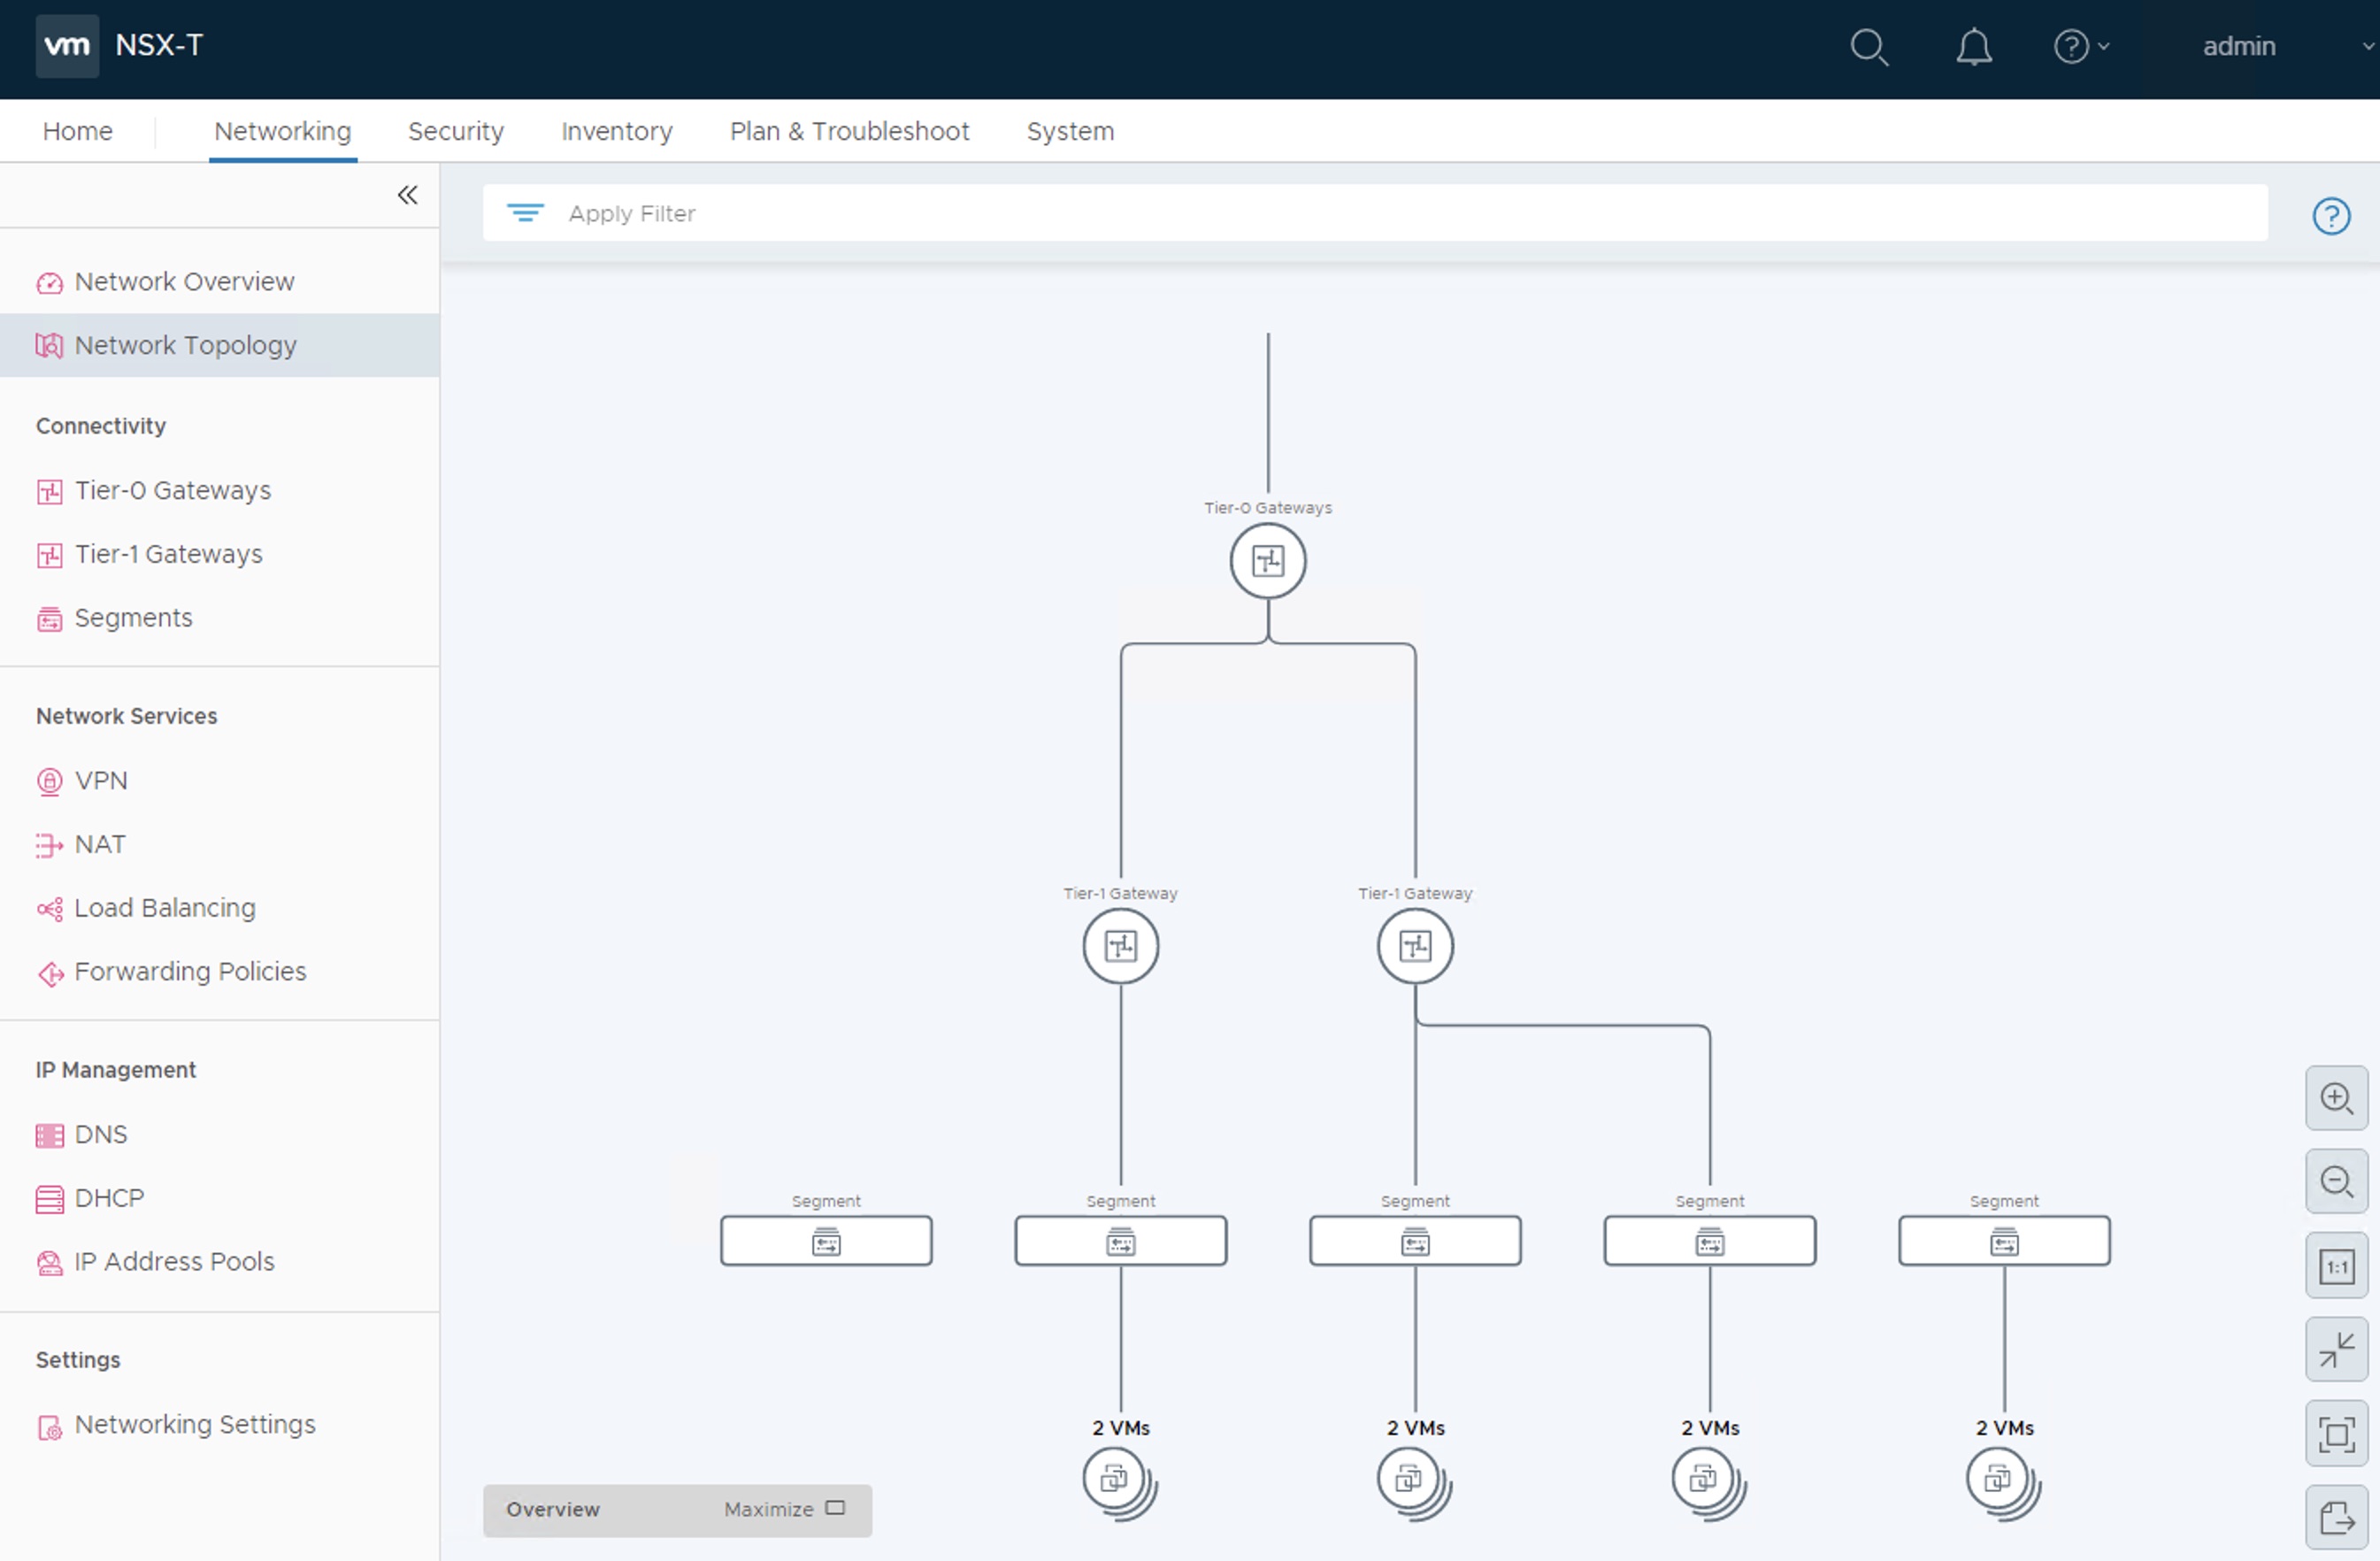 vm NSX-T
admin
Home Networking Security Inventory Plan & Troubleshoot System
Apply Filter
Network Overview
Network Topology
Connectivity
Tier-0 Gateways
Tier-1 Gateways
Segments
Network Services
VPN
NAT
Load Balancing
Forwarding Policies
IP Management
DNS
DHCP
IP Address Pools
Settings
Networking Settings
Tier-0 Gateways
Tier-1 Gateway Tier-1 Gateway
Segment Segment Segment Segment Segment
2 VMs 2 VMs 2 VMs 2 VMs
Overview Maximize
1:1